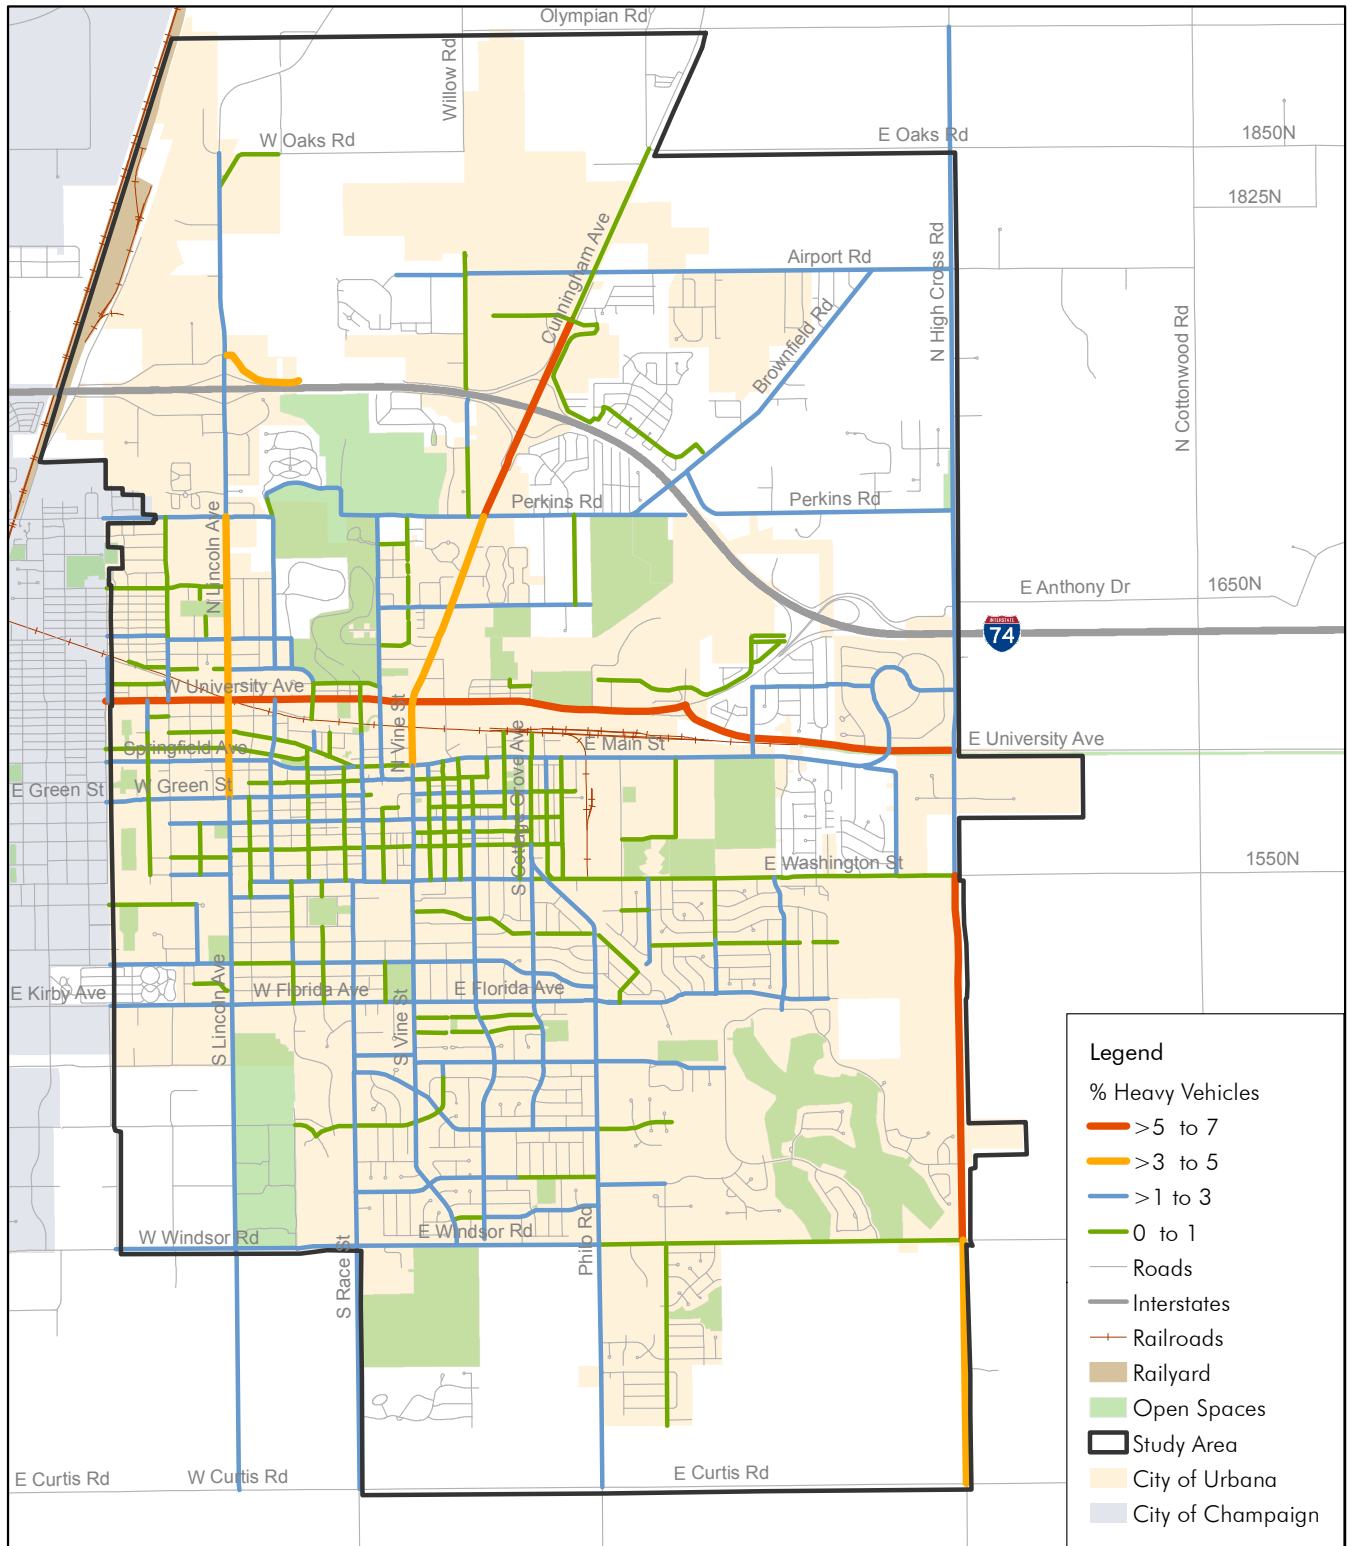 Olympian Rd
Willow Rd
W Oaks Rd
E Oaks Rd
1850N
1825N
Cunningham Ave
Airport Rd
N High Cross Rd
Brownfield Rd
N Cottonwood Rd
Perkins Rd
Perkins Rd
N Lincoln Ave
E Anthony Dr
1650N
INTERSTATE
74
W University Ave
N Vine St
Springfield Ave
E Main St
E University Ave
S Cottage Grove Ave
E Green St
W Green St
E Washington St
1550N
E Kirby Ave
S Lincoln Ave
W Florida Ave
S Vine St
E Florida Ave
W Windsor Rd
S Race St
E Windsor Rd
Philo Rd
E Curtis Rd
W Curtis Rd
E Curtis Rd
Legend
% Heavy Vehicles
>5 to 7
>3 to 5
>1 to 3
0 to 1
Roads
Interstates
Railroads
Railyard
Open Spaces
Study Area
City of Urbana
City of Champaign